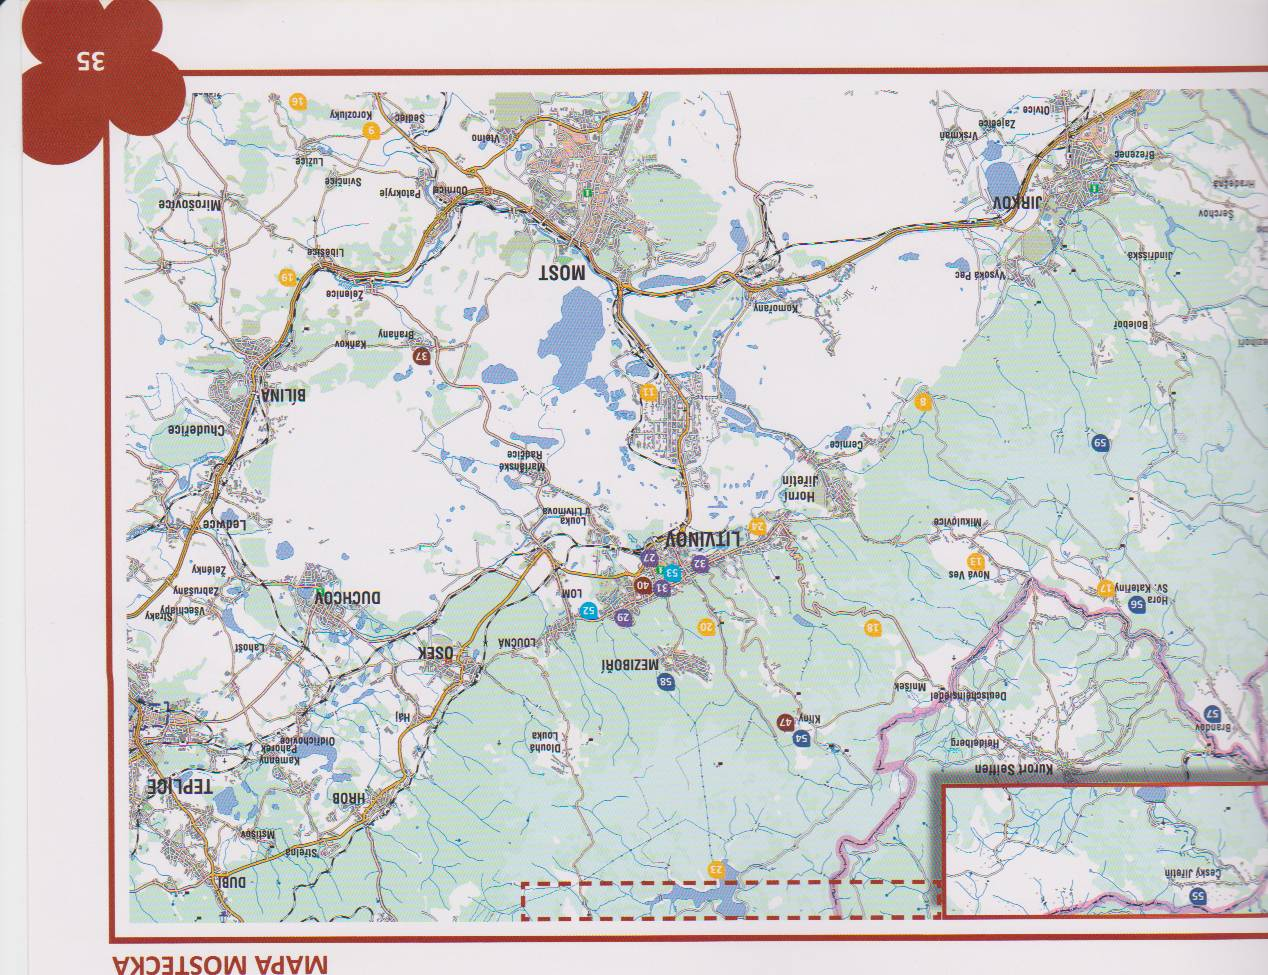 MAPA MOSTECKA
55
Český Jiřetín
DUBÍ
23
Střelná
Mstišov
HROB
TEPLICE
Kurort Seiffen
Kamenný
Pahorek
Oldřichovice
Heidelberg
Dlouhá
Louka
54
Brandov
57
Klíny
47
Háj
Deutscheinsiedel
Mníšek
58
MEZIBOŘÍ
OSEK
Lahošť
LOUČNÁ
18
20
29
Všechlapy
Straky
52
56
Hora
Sv. Kateřiny
17
DUCHCOV
LOM
31
40
Zabrušany
Želénky
Nová Ves
13
32
53
27
LITVÍNOV
Mikulovice
24
Louka
u Litvínova
Ledvice
Horní
Jiřetín
Mariánské
Radčice
59
Černice
Chudeřice
8
11
BÍLINA
37
Kaňkov
Braňany
Boleboř
Komořany
Želenice
19
MOST
Vysoká Pec
Jindřišská
Liběšice
Šerchov
JIRKOV
Mirošovice
Obrnice
Patokryje
Hradečná
Svinčice
Lužice
Březenec
Vrskmaň
Vtelno
9
Zaječice
Sedlec
Korozluky
Otvice
16
35